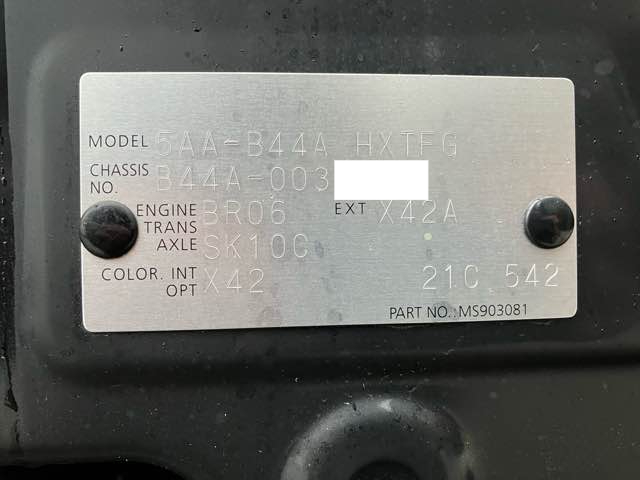 MODEL 5AA-B44A HXTFG
CHASSIS NO. B44A-003
ENGINE BR06 EXT X42A
TRANS AXLE SK10C
COLOR. INT X42 21C 542
OPT
PART NO.:MS903081